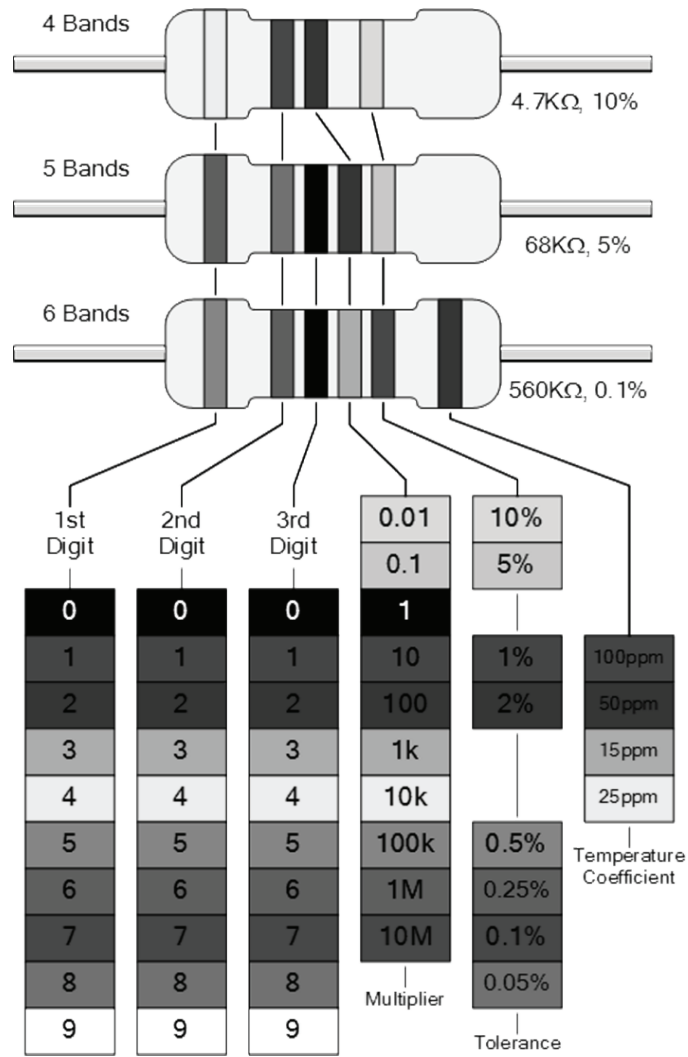 4 Bands
4.7KΩ, 10%
5 Bands
68KΩ, 5%
6 Bands
560KΩ, 0.1%
1st
Digit
2nd
Digit
3rd
Digit
0.01
10%
0.1
5%
0 0 0 1
1 1 1 10 1% 100ppm
2 2 2 100 2% 50ppm
3 3 3 1k 15ppm
4 4 4 10k 25ppm
5 5 5 100k 0.5%
Temperature
Coefficient
6 6 6 1M 0.25%
7 7 7 10M 0.1%
8 8 8 0.05%
Multiplier
9 9 9
Tolerance